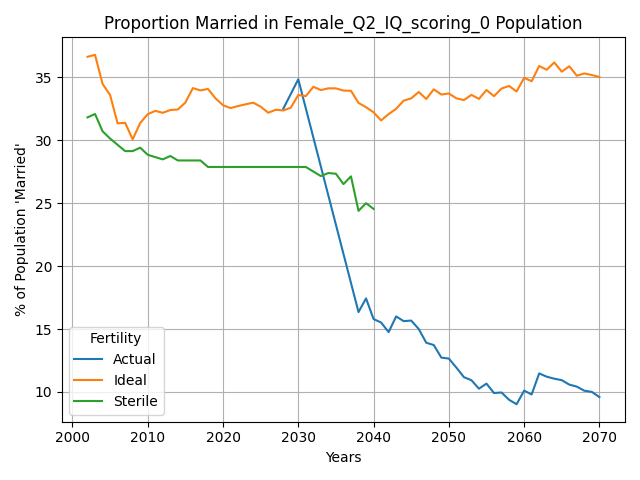 Proportion Married in Female_Q2_IQ_scoring_0 Population
% of Population 'Married'
35
30
25
20
15
10
Fertility
Actual
Ideal
Sterile
2000 2010 2020 2030 2040 2050 2060 2070
Years